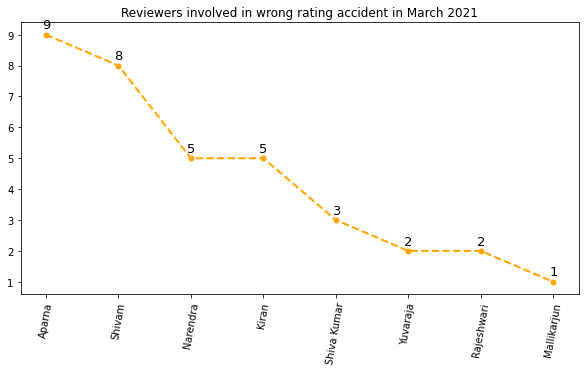 Reviewers involved in wrong rating accident in March 2021
9
8
7
6
5
4
3
2
1
9
8
5
5
3
2
2
1
Aparna
Shivam
Narendra
Kiran
Shiva Kumar
Yuvaraja
Rajeshwari
Mallikarjun